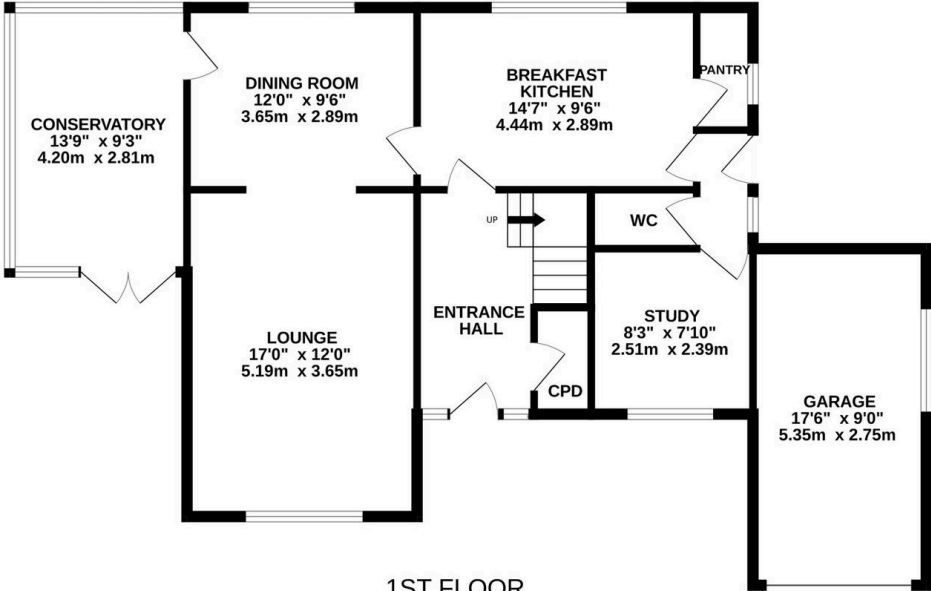 DINING ROOM
12'0" x 9'6"
3.65m x 2.89m
BREAKFAST
KITCHEN
14'7" x 9'6"
4.44m x 2.89m
PANTRY
CONSERVATORY
13'9" x 9'3"
4.20m x 2.81m
UP
WC
LOUNGE
17'0" x 12'0"
5.19m x 3.65m
ENTRANCE
HALL
STUDY
8'3" x 7'10"
2.51m x 2.39m
CPD
GARAGE
17'6" x 9'0"
5.35m x 2.75m
1ST FLOOR